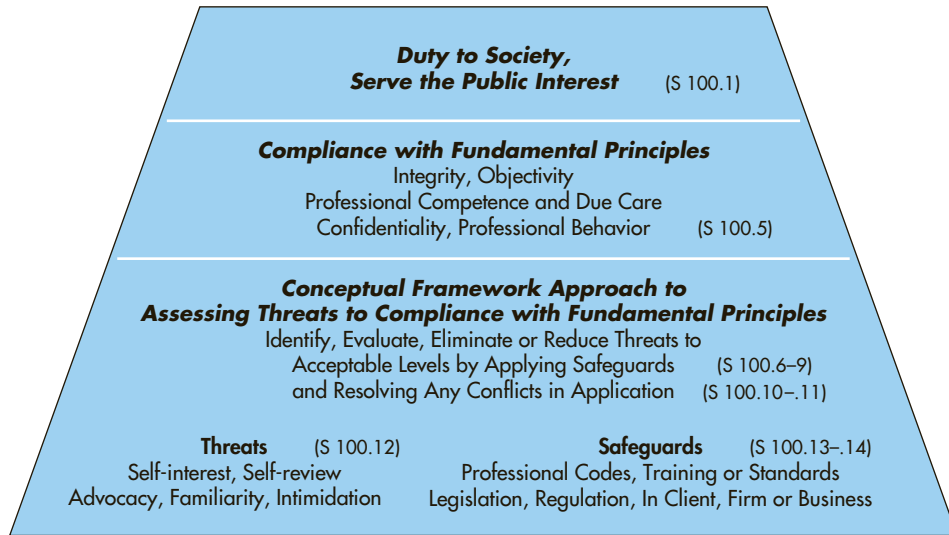 Duty to Society,
Serve the Public Interest (S 100.1)
Compliance with Fundamental Principles
Integrity, Objectivity
Professional Competence and Due Care
Confidentiality, Professional Behavior (S 100.5)
Conceptual Framework Approach to
Assessing Threats to Compliance with Fundamental Principles
Identify, Evaluate, Eliminate or Reduce Threats to
Acceptable Levels by Applying Safeguards (S 100.6–9)
and Resolving Any Conflicts in Application (S 100.10–.11)
Threats (S 100.12)
Self-interest, Self-review
Advocacy, Familiarity, Intimidation
Safeguards (S 100.13–.14)
Professional Codes, Training or Standards
Legislation, Regulation, In Client, Firm or Business